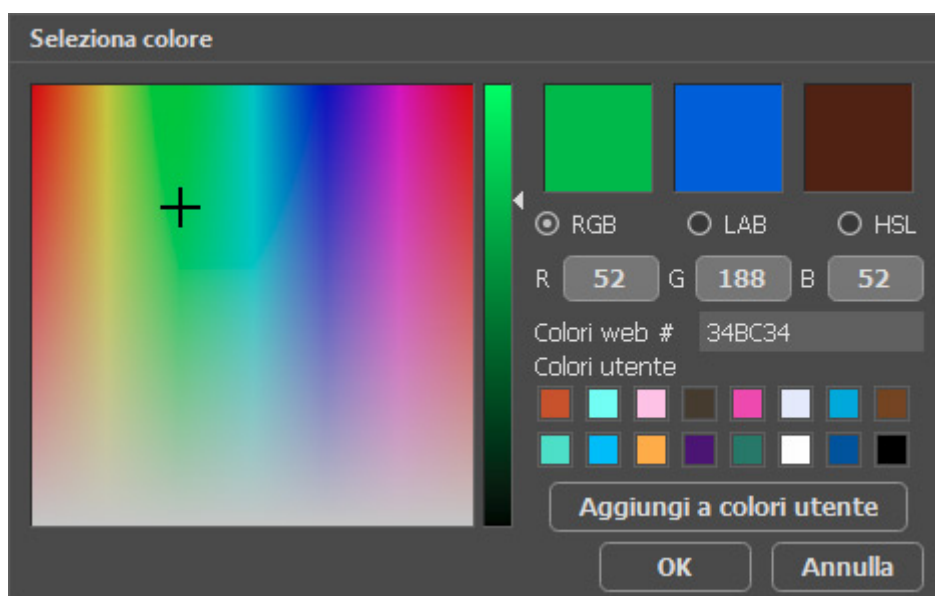 Seleziona colore
RGB LAB HSL
R 52 G 188 B 52
Colori web # 34BC34
Colori utente
Aggiungi a colori utente
OK Annulla